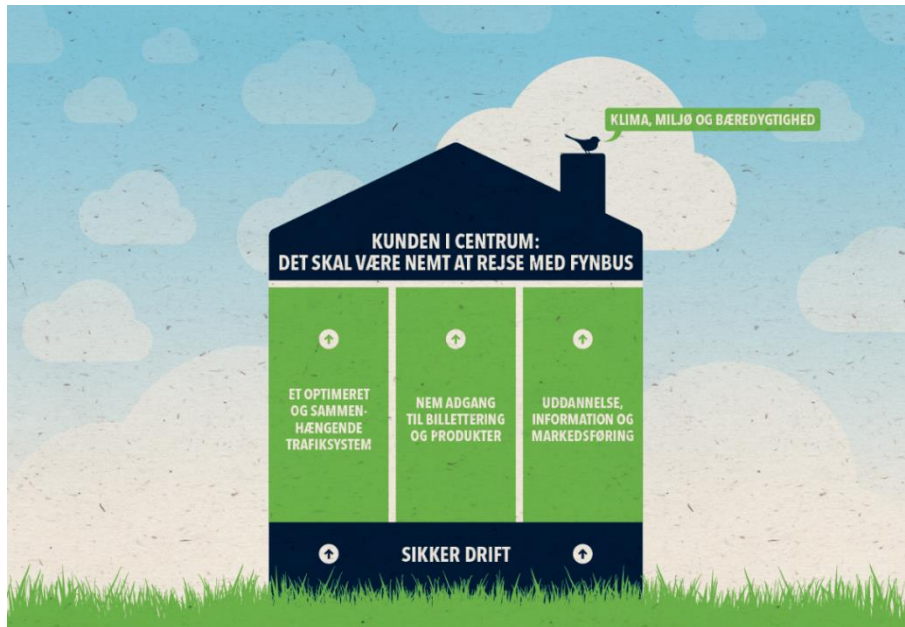 KLIMA, MILJØ OG BÆREDYGTIGHED
KUNDEN I CENTRUM:
DET SKAL VÆRE NEMT AT REJSE MED FYNBUS
ET OPTIMERET
OG SAMMEN-
HÆNGENDE
TRAFIKSYSTEM
NEM ADGANG
TIL BILLETTERING
OG PRODUKTER
UDDANNELSE,
INFORMATION OG
MARKEDSFØRING
SIKKER DRIFT